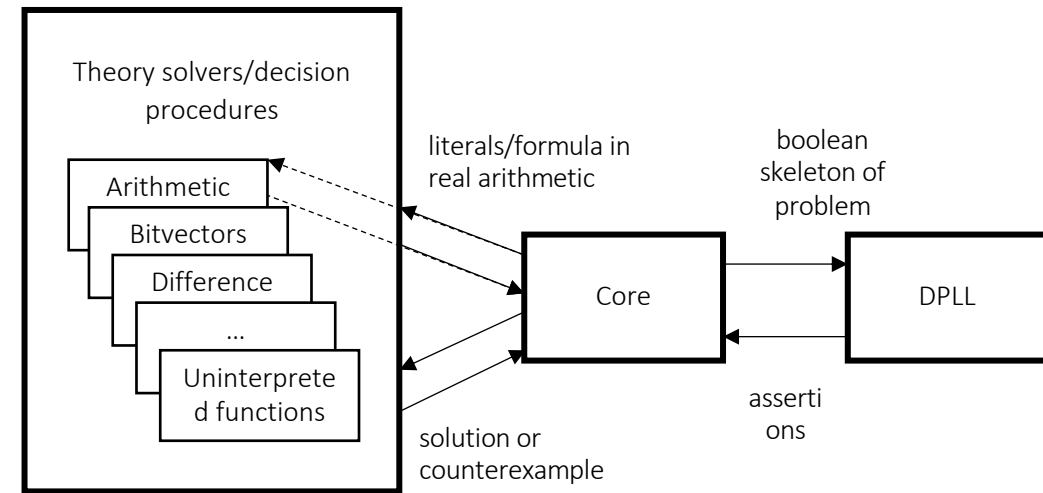 Theory solvers/decision
procedures
Arithmetic
Bitvectors
Difference
...
Uninterprete
d functions
literals/formula in
real arithmetic
solution or
counterexample
Core
boolean
skeleton of
problem
asserti
ons
DPLL